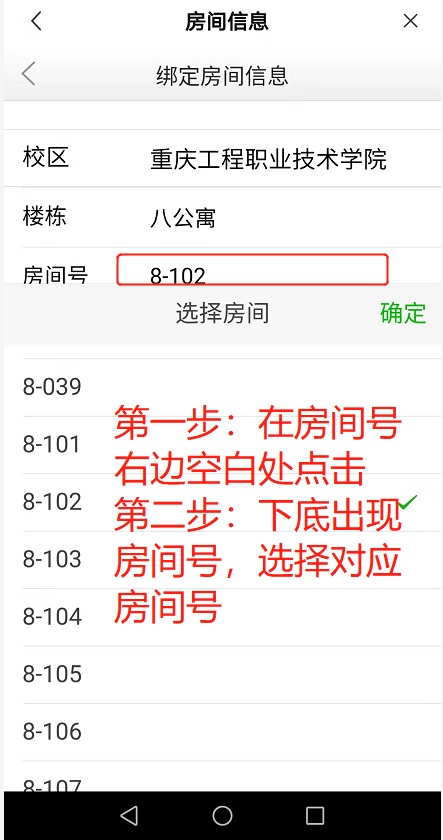 房间信息
绑定房间信息
校区 重庆工程职业技术学院
楼栋 八公寓
房间号 8-102
选择房间 确定
8-039
第一步：在房间号
8-101
右边空白处点击
8-102
第二步：下底出现
8-103
房间号，选择对应
8-104
房间号
8-105
8-106
8-107